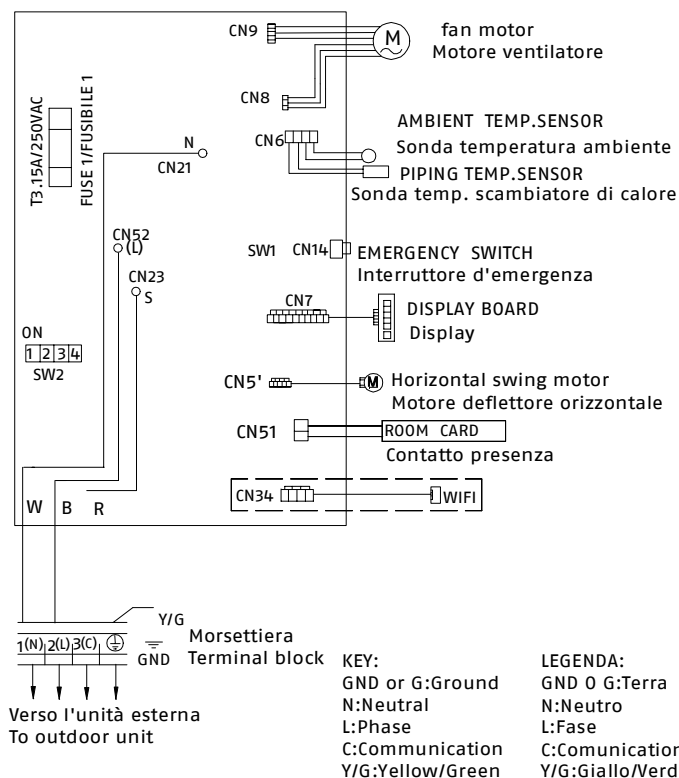 CN9
fan motor
Motore ventilatore
M
CN8
T3.15A/250VAC
FUSE 1/FUSIBILE 1
N
CN21
CN6
AMBIENT TEMP.SENSOR
Sonda temperatura ambiente
PIPING TEMP.SENSOR
Sonda temp. scambiatore di calore
CN52
(L)
CN23
S
SW1 CN14
EMERGENCY SWITCH
Interruttore d'emergenza
CN7
DISPLAY BOARD
Display
ON
1 2 3 4
SW2
CN5'
M
Horizontal swing motor
Motore deflettore orizzontale
CN51
ROOM CARD
Contatto presenza
CN34
WIFI
W B R
Y/G
1(N) 2(L) 3(C)
GND
Morsettiera
Terminal block
Verso l'unità esterna
To outdoor unit
KEY:
GND or G:Ground
N:Neutral
L:Phase
C:Communication
Y/G:Yellow/Green
LEGENDA:
GND O G:Terra
N:Neutro
L:Fase
C:Comunication
Y/G:Giallo/Verd